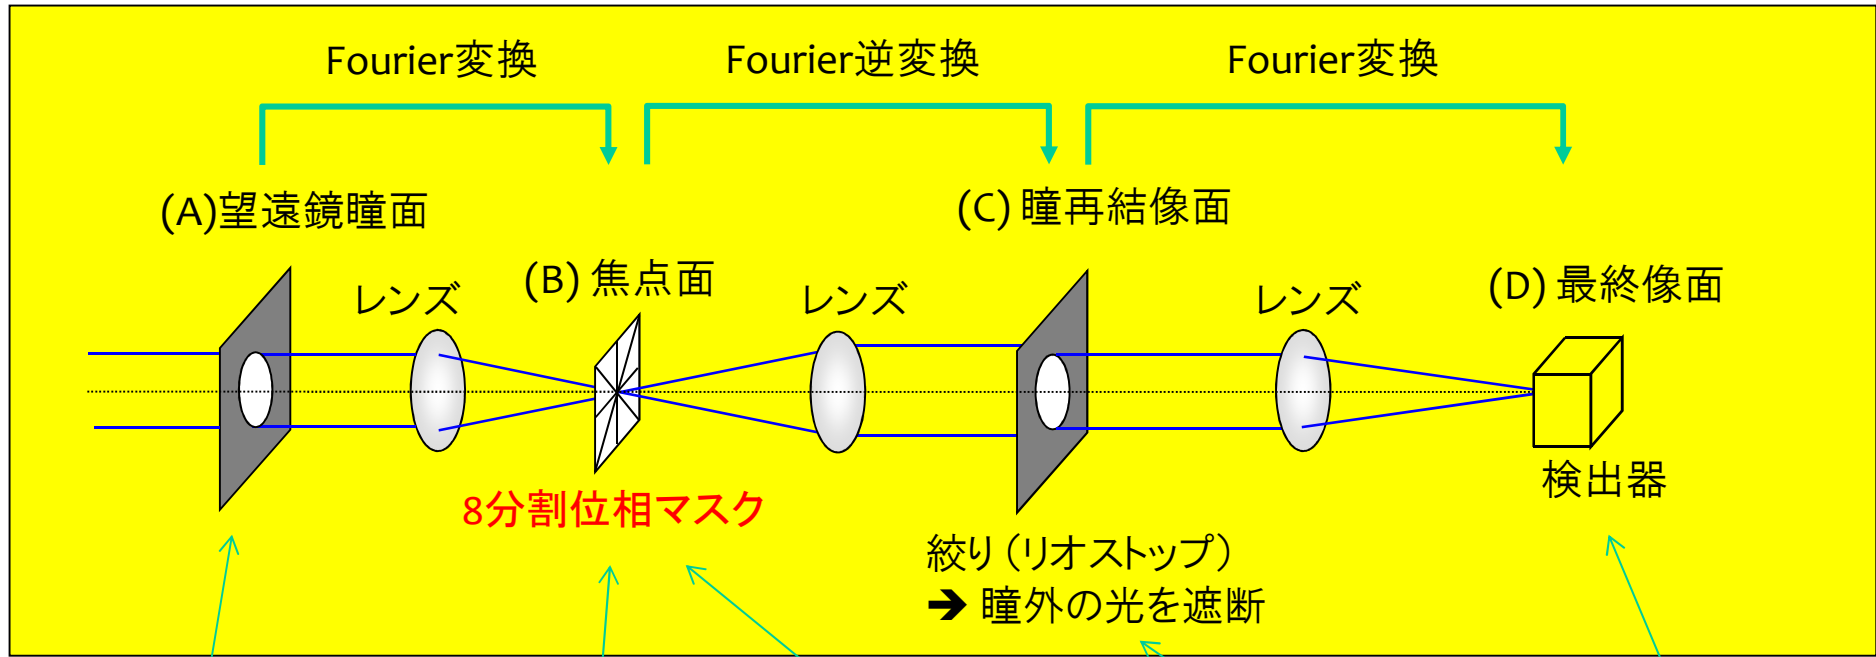 Fourier変換
Fourier逆変換
Fourier変換
(A)望遠鏡瞳面
(C) 瞳再結像面
レンズ
(B) 焦点面
レンズ
レンズ
(D) 最終像面
8分割位相マスク
検出器
絞り（リオストップ）
➔ 瞳外の光を遮断